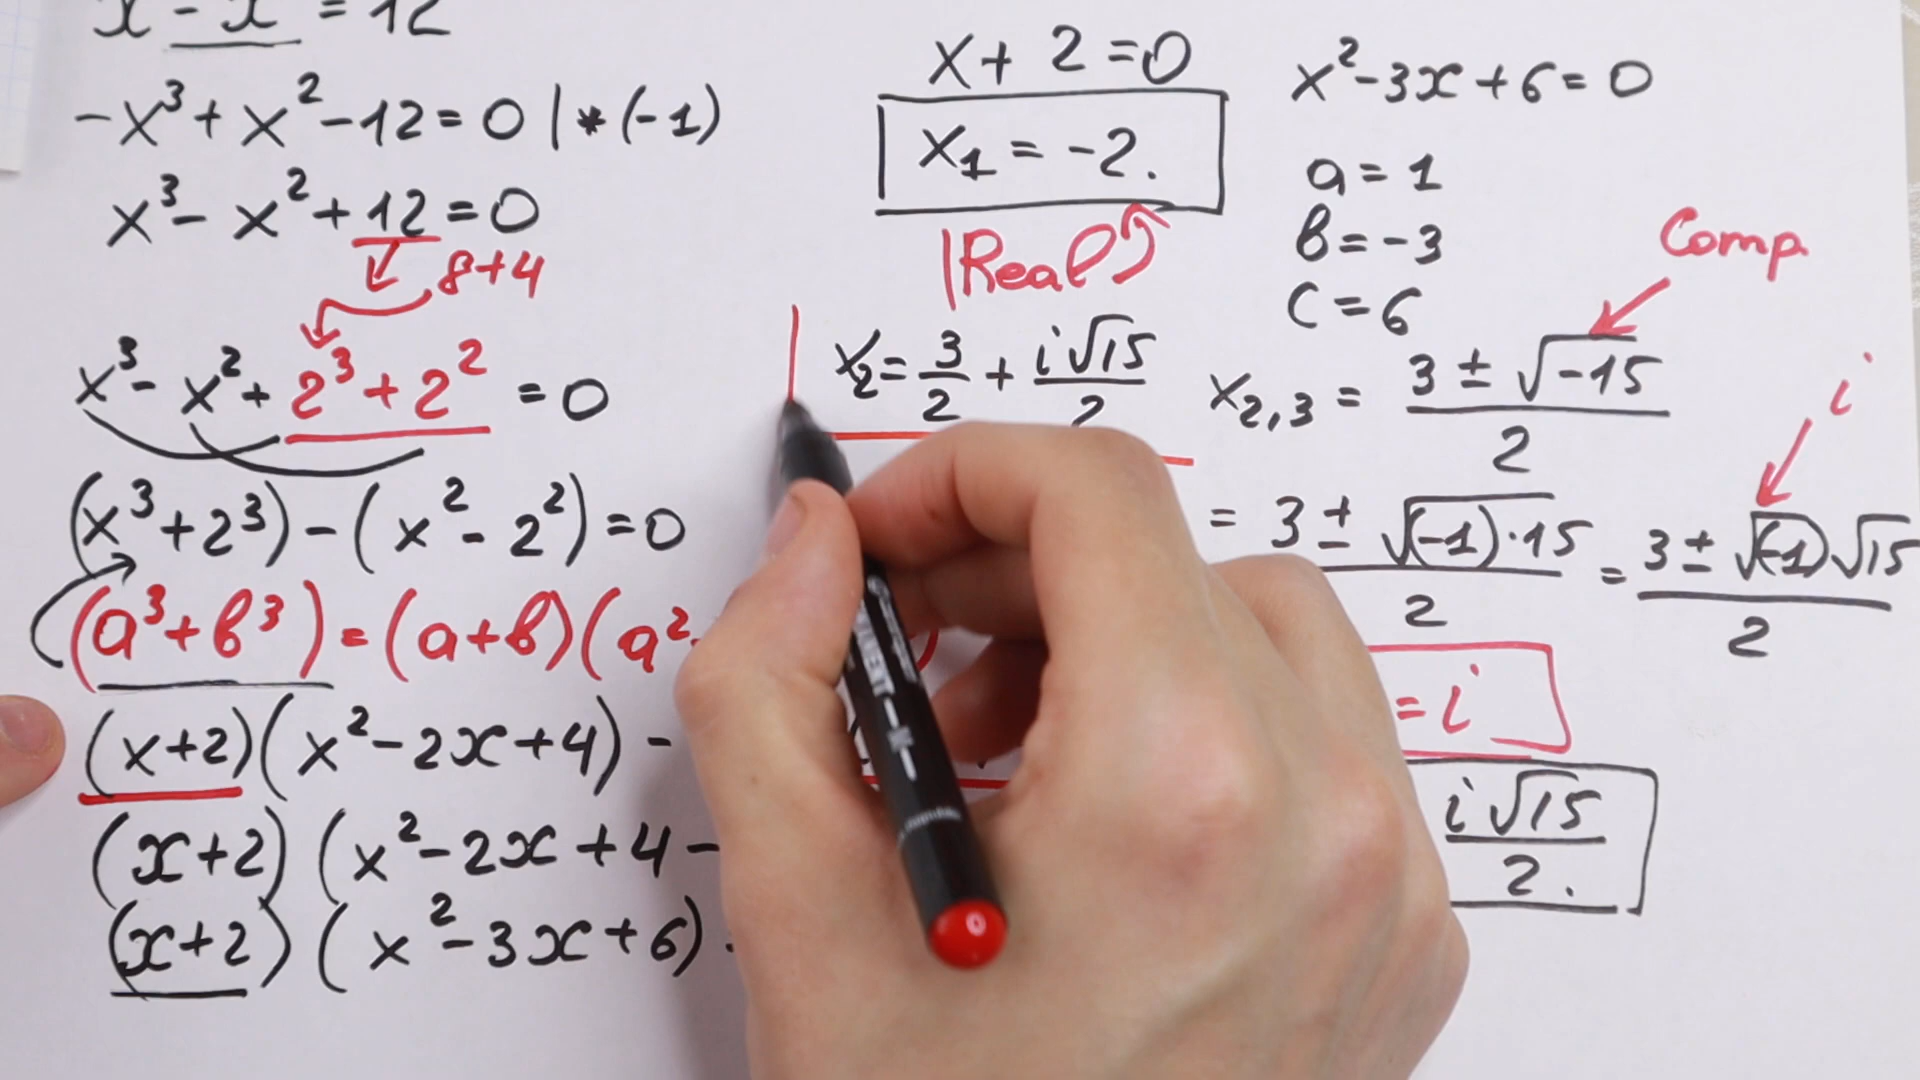 x - x = 12
-x³ + x² - 12 = 0 | * (-1)
x³ - x² + 12 = 0
8+4
x³ - x² + 2³ + 2² = 0
(x³ + 2³) - (x² - 2²) = 0
(a³ + b³) = (a+b)(a²
(x+2)(x² - 2x + 4) -
(x+2)(x² - 2x + 4 -
(x+2)(x² - 3x + 6)
x + 2 = 0
x₁ = -2.
Real
x₂ = 3/2 + i√15/2
x² - 3x + 6 = 0
a = 1
b = -3
c = 6
Comp.
x₂,₃ = 3 ± √-15 / 2
i
= 3 ± √(-1)·15 / 2 = 3 ± √(-1) √15 / 2
= i
i√15 / 2.